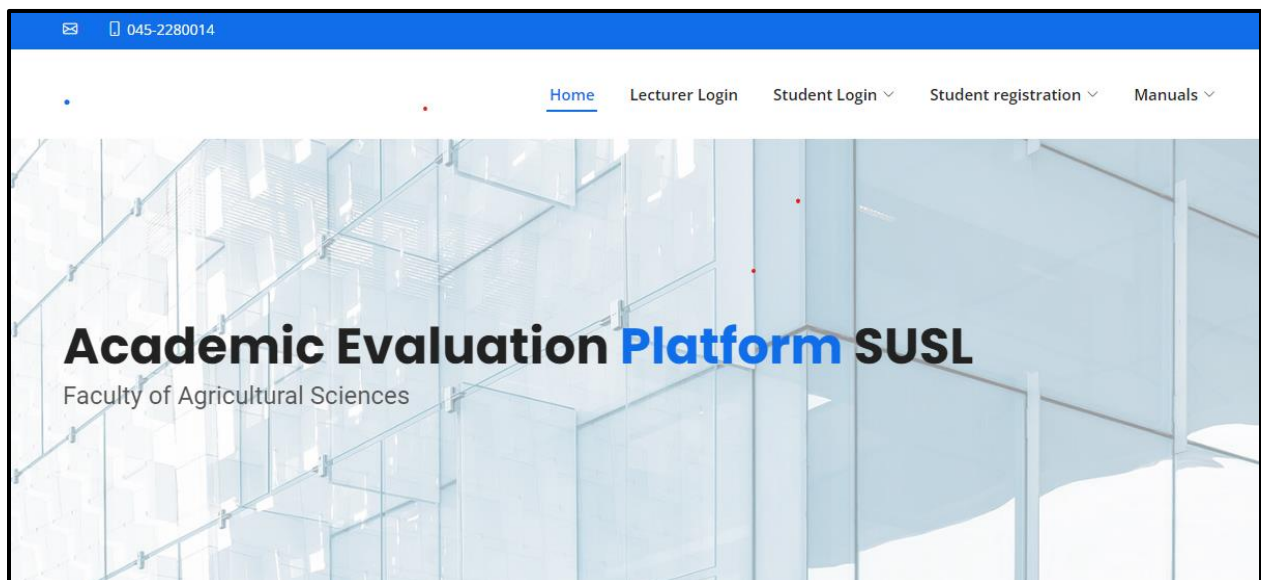 045-2280014
Home Lecturer Login Student Login Student registration Manuals
Academic Evaluation Platform SUSL
Faculty of Agricultural Sciences